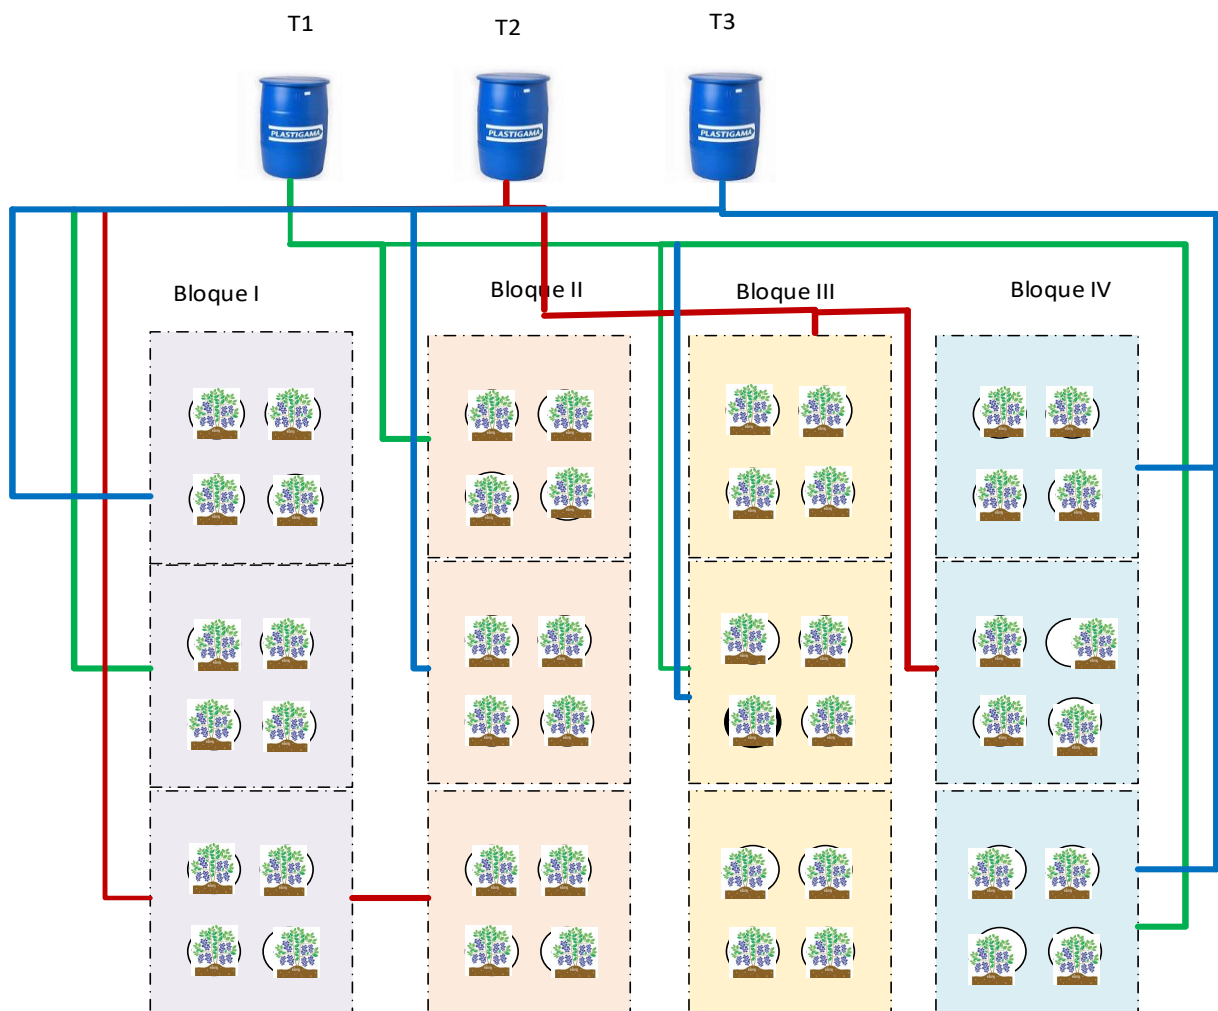 T1
T2
T3
PLASTIGAMA
PLASTIGAMA
PLASTIGAMA
Bloque I
Bloque II
Bloque III
Bloque IV